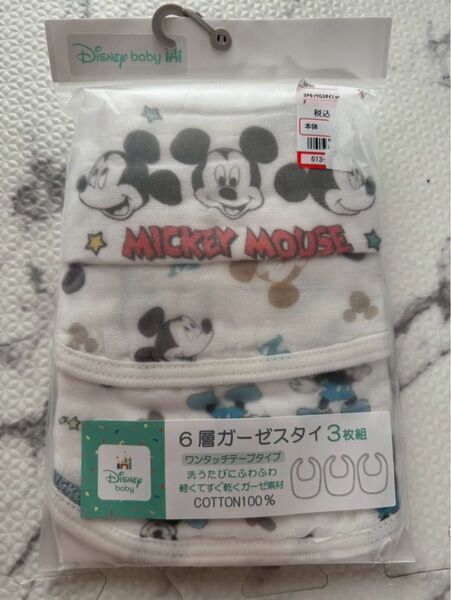 Disney baby
税込
本体
613-
MICKEY MOUSE
6層ガーゼスタイ 3枚組
ワンタッチテープタイプ
洗うたびにふわふわ
軽くてすぐ乾くガーゼ素材
COTTON100%
Disney
baby